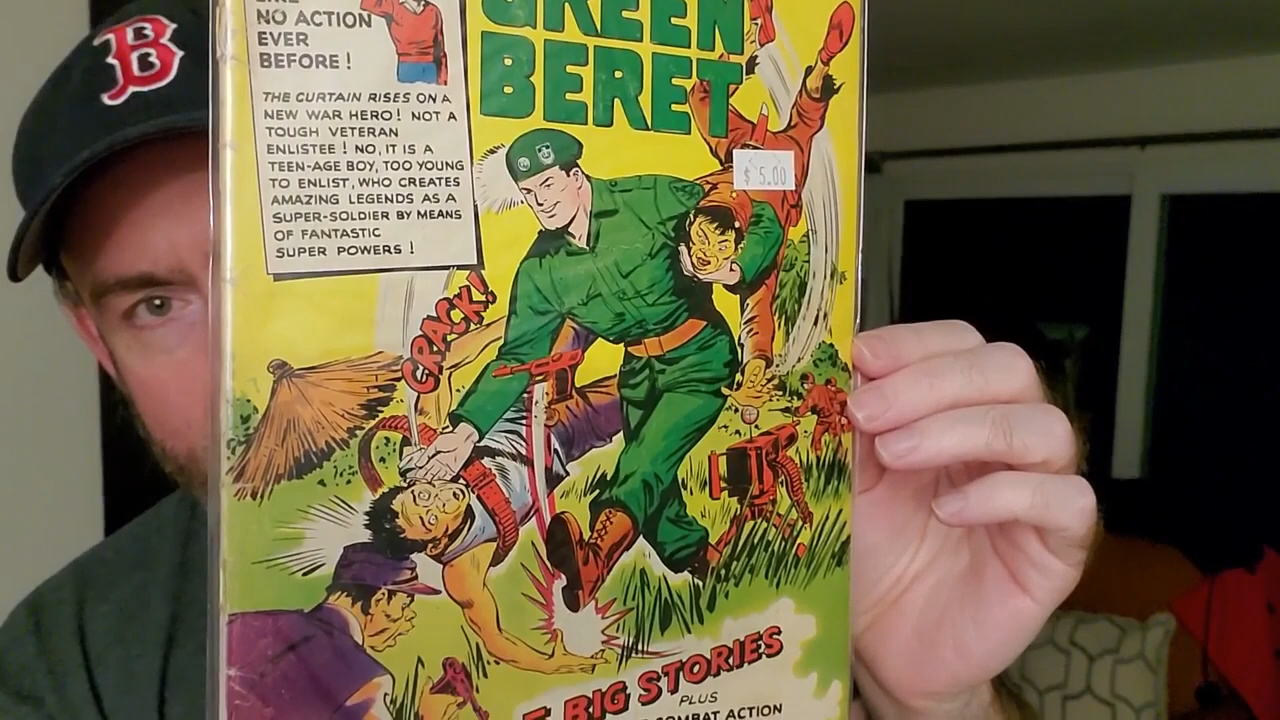 B
NO ACTION
EVER
BEFORE!
THE CURTAIN RISES ON A
NEW WAR HERO! NOT A
TOUGH VETERAN
ENLISTEE! NO, IT IS A
TEEN-AGE BOY, TOO YOUNG
TO ENLIST, WHO CREATES
AMAZING LEGENDS AS A
SUPER-SOLDIER BY MEANS
OF FANTASTIC
SUPER POWERS!
GREEN
BERET
$ 5.00
CRACK!
BIG STORIES
PLUS
COMBAT ACTION